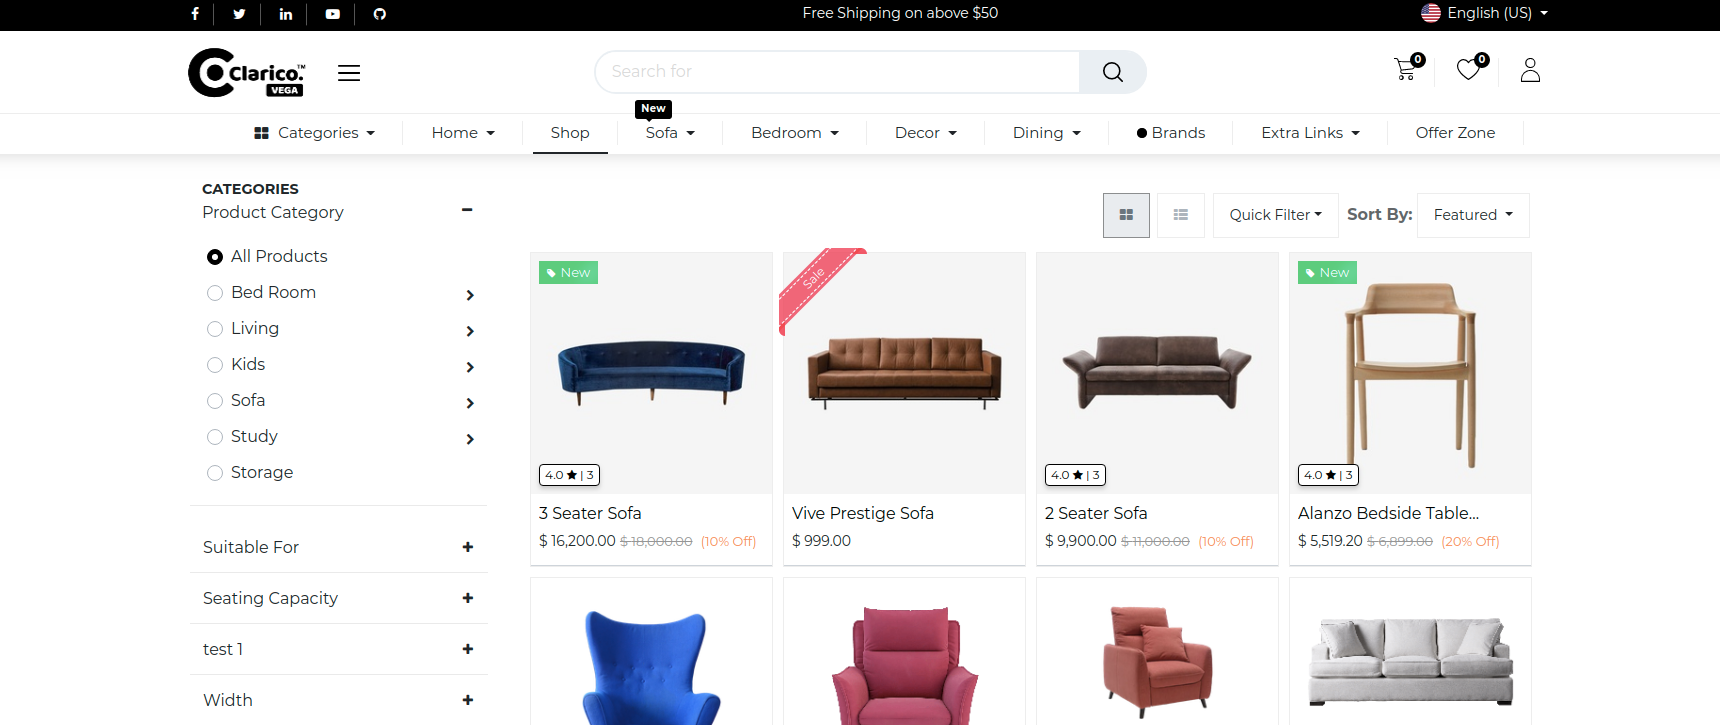 Free Shipping on above $50
English (US)
Clarico.™
VEGA
Search for
0
0
New
Categories
Home
Shop
Sofa
Bedroom
Decor
Dining
Brands
Extra Links
Offer Zone
CATEGORIES
Product Category
All Products
Bed Room
Living
Kids
Sofa
Study
Storage
Suitable For
Seating Capacity
test 1
Width
Quick Filter
Sort By:
Featured
New
Sale
New
4.0 ★ | 3
4.0 ★ | 3
4.0 ★ | 3
3 Seater Sofa
$ 16,200.00 $ 18,000.00 (10% Off)
Vive Prestige Sofa
$ 999.00
2 Seater Sofa
$ 9,900.00 $ 11,000.00 (10% Off)
Alanzo Bedside Table...
$ 5,519.20 $ 6,899.00 (20% Off)